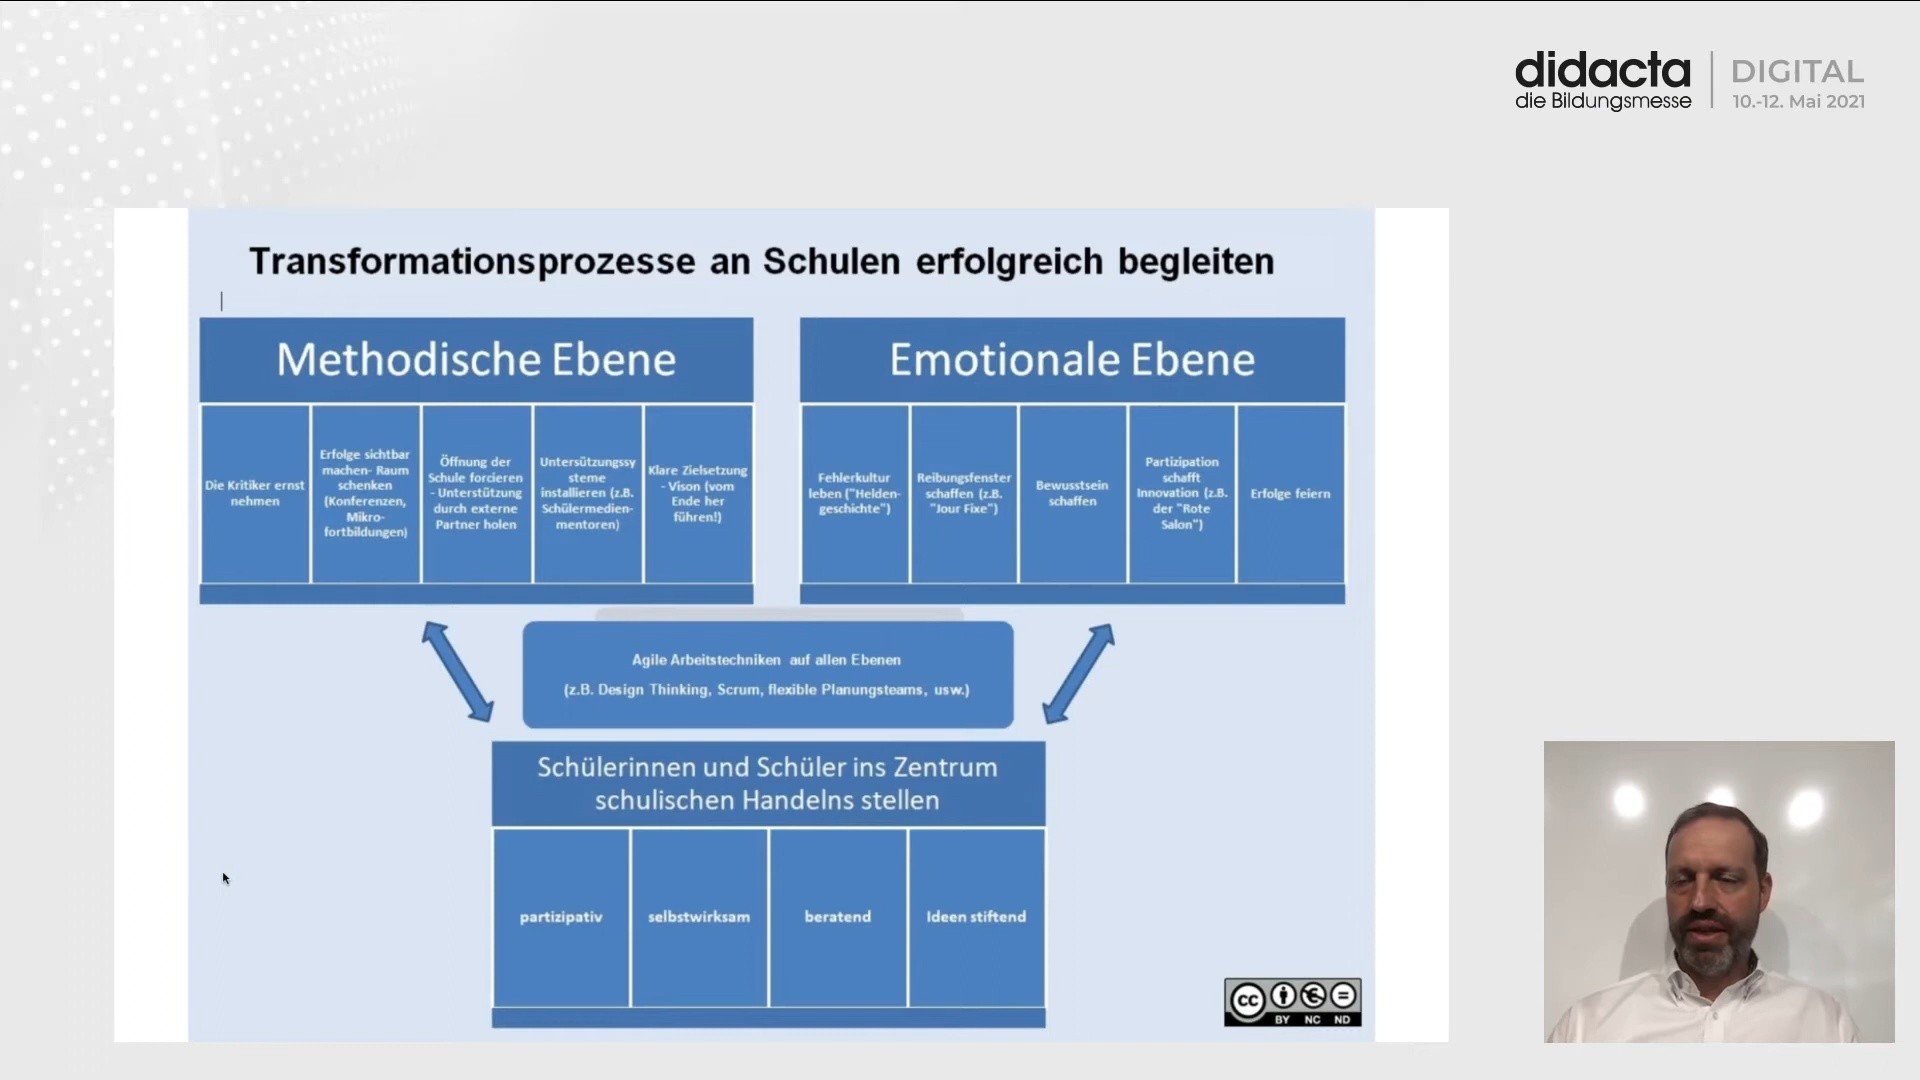 didacta
die Bildungsmesse
DIGITAL
10.-12. Mai 2021
Transformationsprozesse an Schulen erfolgreich begleiten
Methodische Ebene
Die Kritiker ernst
nehmen
Erfolge sichtbar
machen- Raum
schenken
(Konferenzen,
Mikro-
fortbildungen)
Öffnung der
Schule forcieren
- Unterstützung
durch externe
Partner holen
Untersützungssy
steme
installieren (z.B.
Schülermedien-
mentoren)
Klare Zielsetzung
- Vison (vom
Ende her
führen!)
Emotionale Ebene
Fehlerkultur
leben ("Helden-
geschichte")
Reibungsfenster
schaffen (z.B.
"Jour Fixe")
Bewusstsein
schaffen
Partizipation
schafft
Innovation (z.B.
der "Rote
Salon")
Erfolge feiern
Agile Arbeitstechniken auf allen Ebenen
(z.B. Design Thinking, Scrum, flexible Planungsteams, usw.)
Schülerinnen und Schüler ins Zentrum
schulischen Handelns stellen
partizipativ
selbstwirksam
beratend
Ideen stiftend
cc
BY NC ND